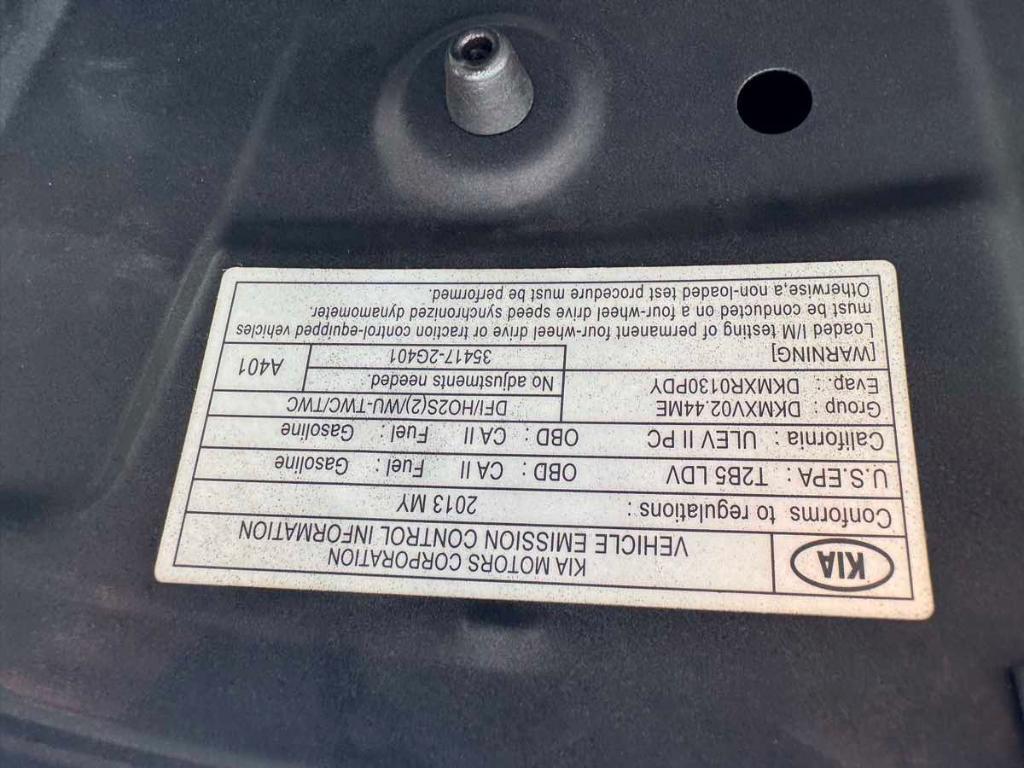 KIA
KIA MOTORS CORPORATION
VEHICLE EMISSION CONTROL INFORMATION
Conforms to regulations : 2013 MY
U.S.EPA : T2B5 LDV OBD : CA II Fuel : Gasoline
California : ULEV II PC OBD : CA II Fuel : Gasoline
Group : DKMXV02.44ME
Evap. : DKMXR0130PDY
DFI/HO2S(2)/WU-TWC/TWC
No adjustments needed.
35417-2G401
A401
[WARNING]
Loaded I/M testing of permanent four-wheel drive or traction control-equipped vehicles
must be conducted on a four-wheel drive speed synchronized dynamometer.
Otherwise,a non-loaded test procedure must be performed.